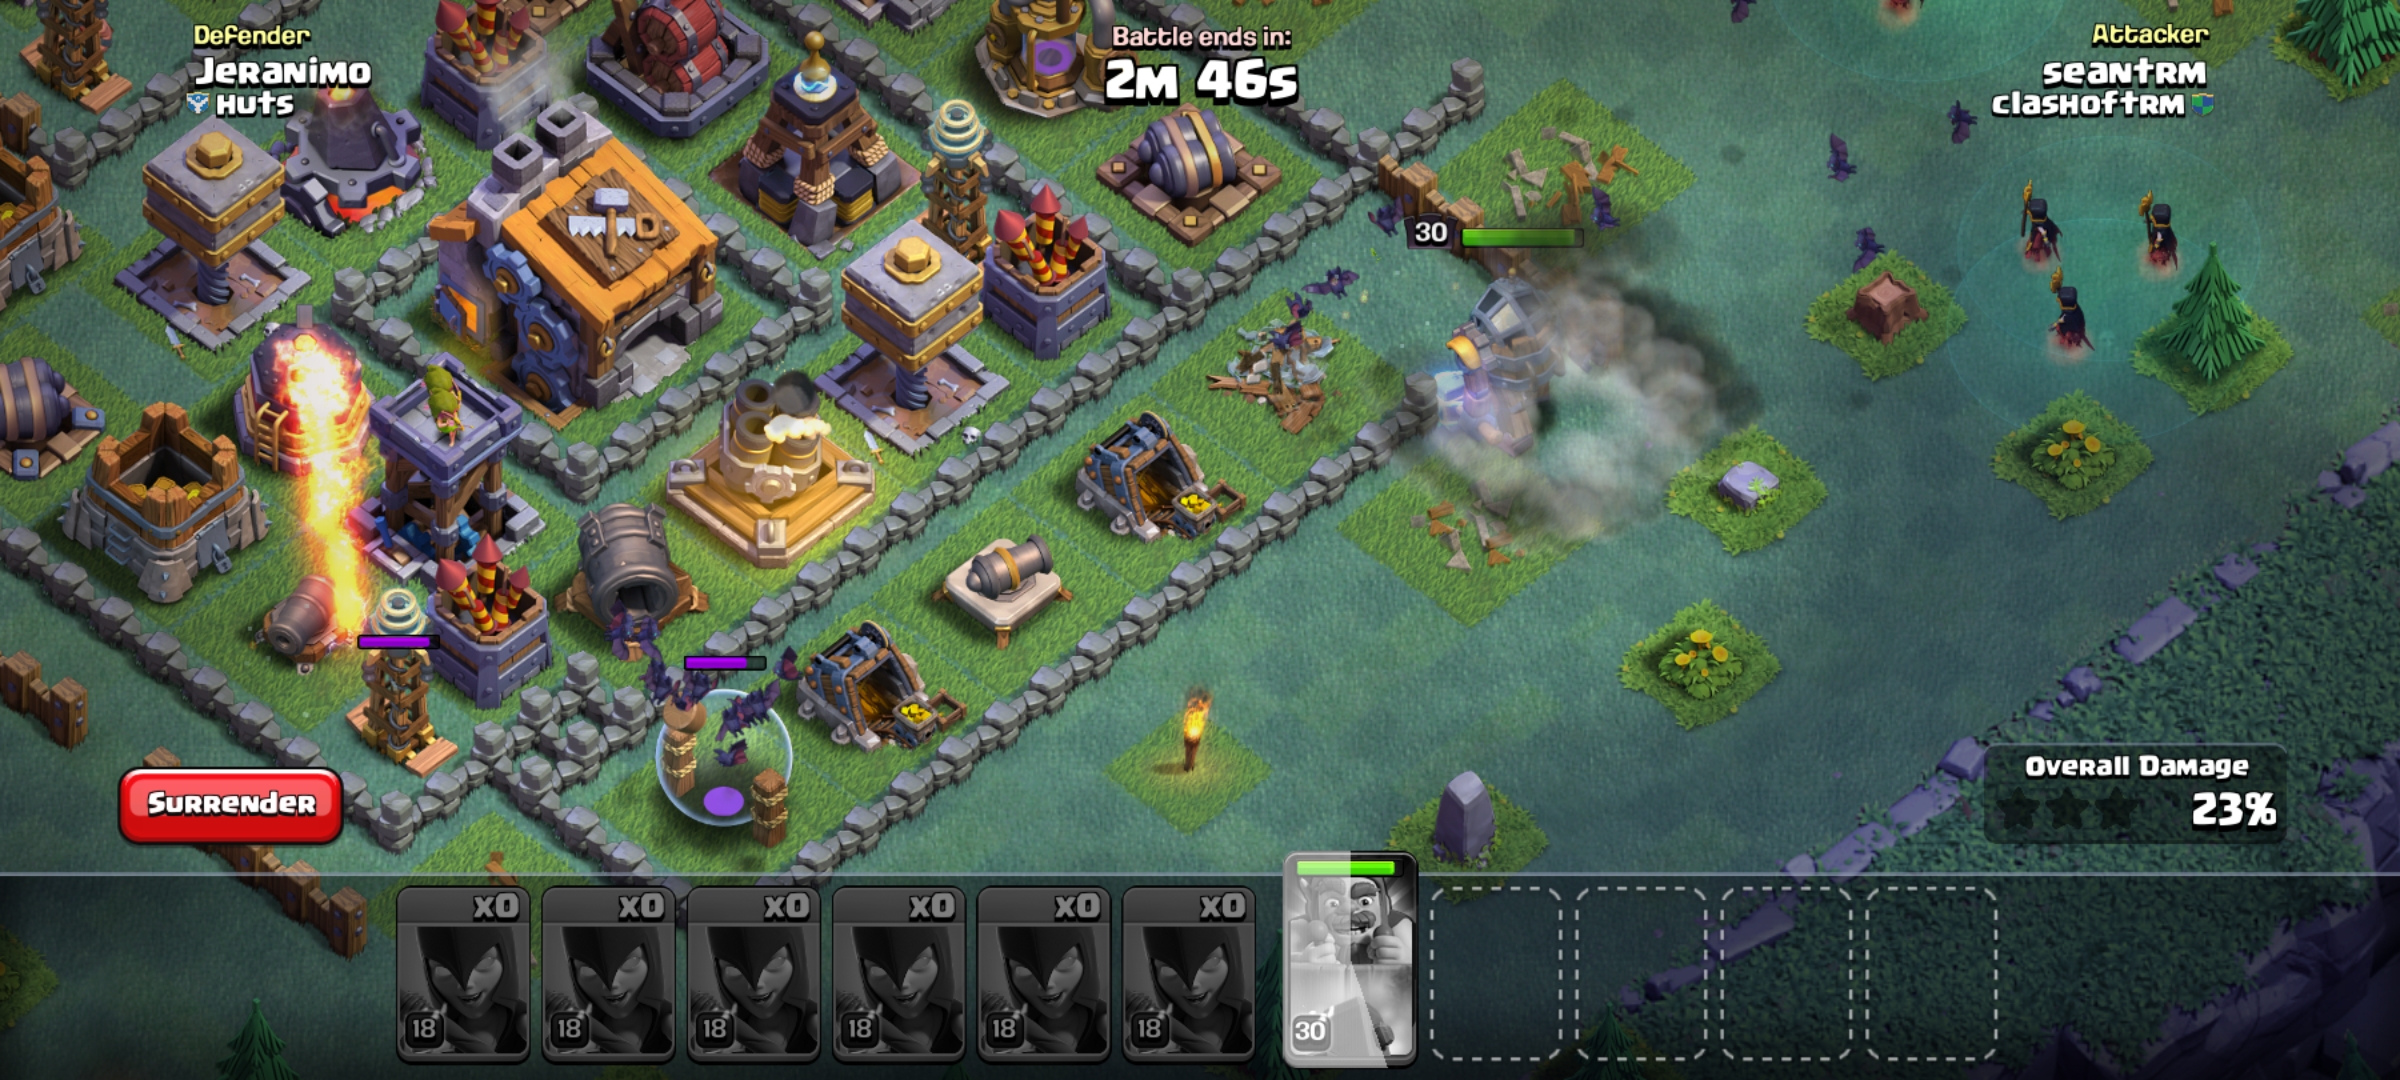 Defender
Jeranimo
Huts
Battle ends in:
2M 46s
Attacker
seantRM
clashoftRM
30
Surrender
Overall Damage
23%
x0
x0
x0
x0
x0
x0
18
18
18
18
18
18
30